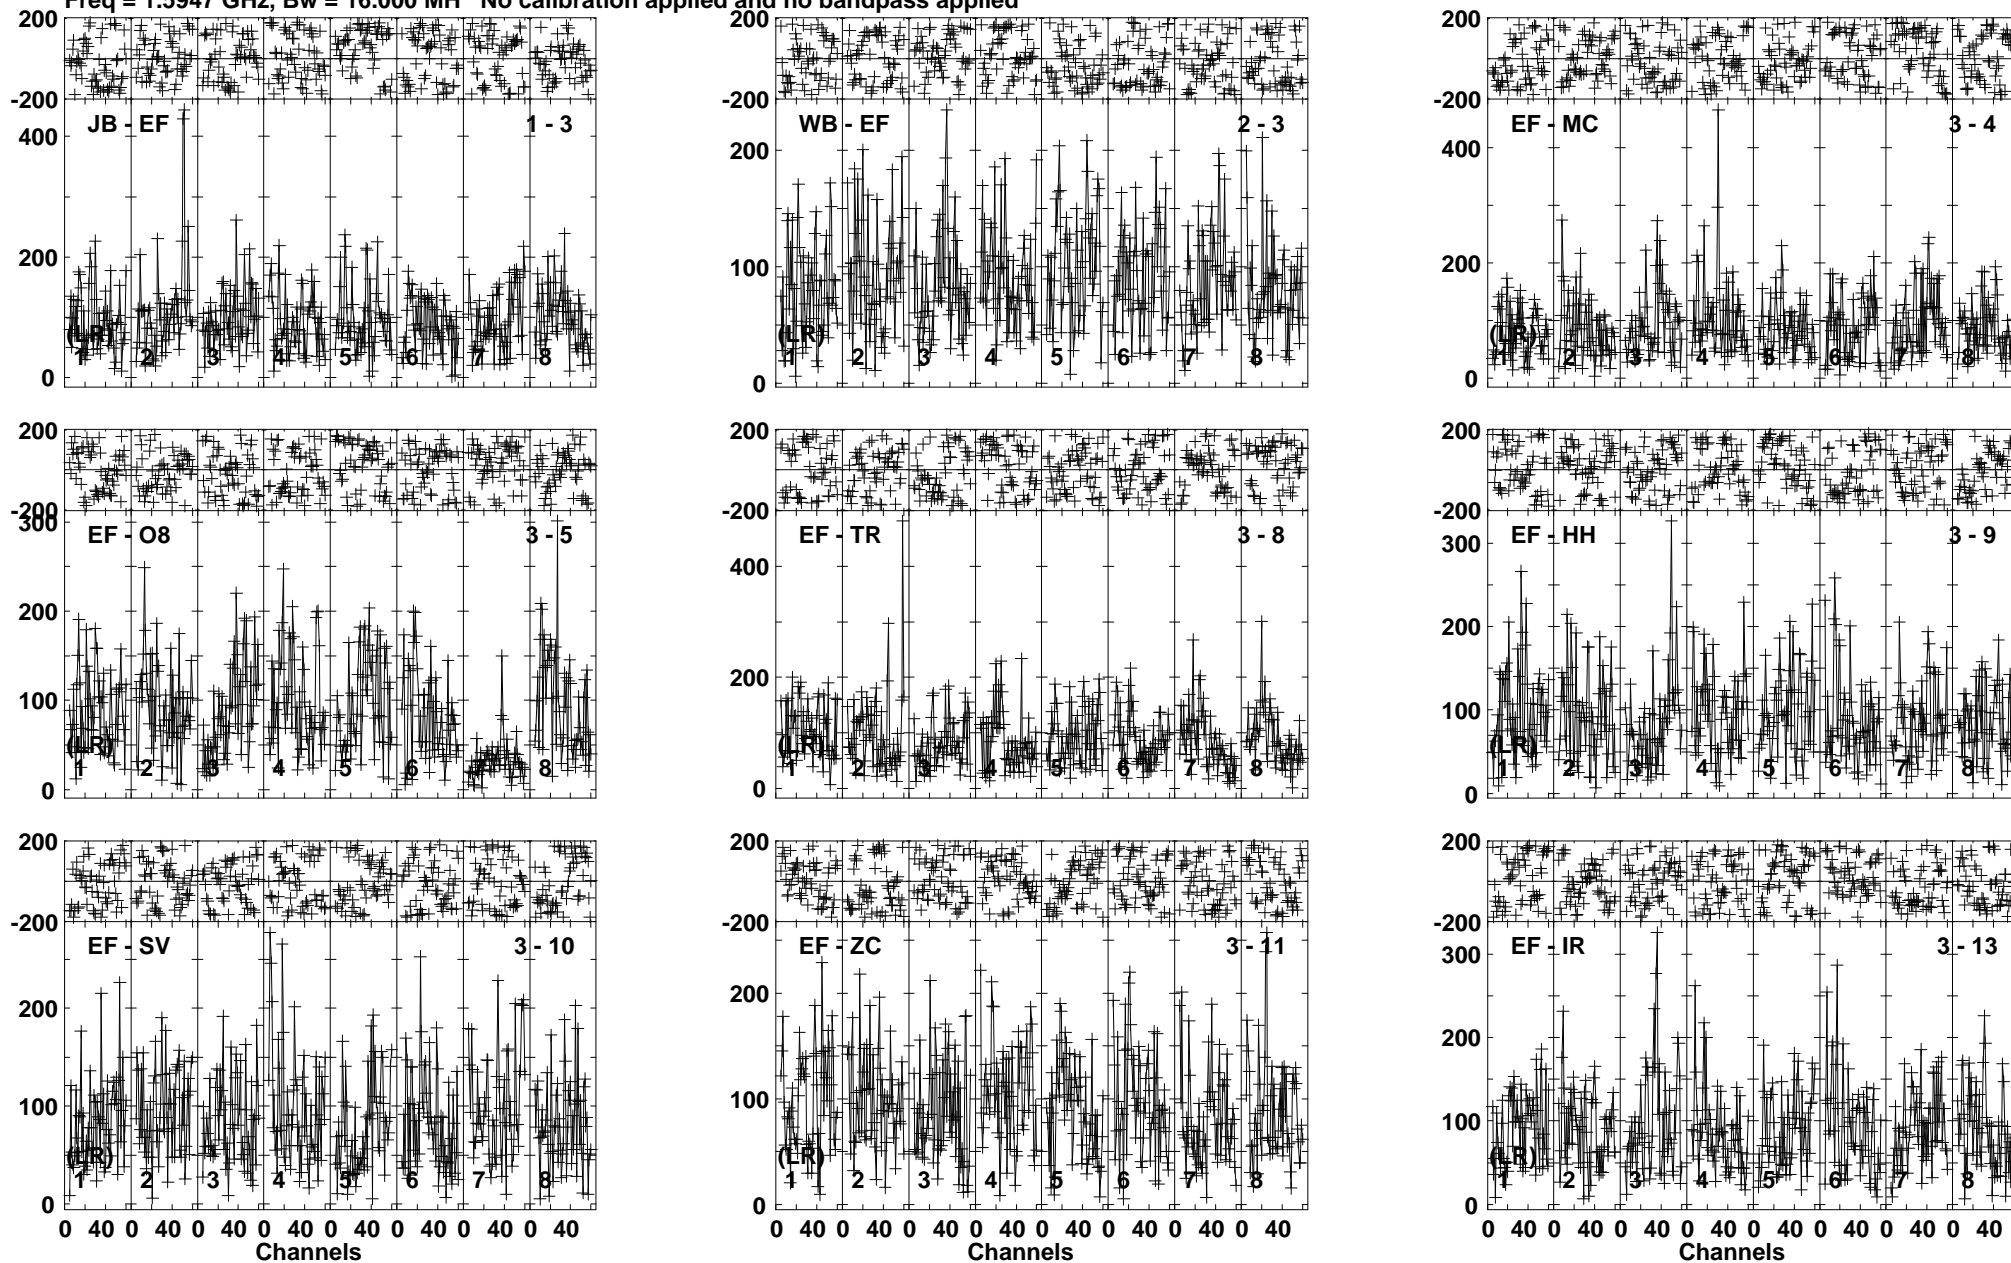 Freq = 1.5947 GHz, Bw = 16.000 MH No calibration applied and no bandpass applied
200 200 200
-200 -200 -200
JB - EF 1 - 3 WB - EF 2 - 3 EF - MC 3 - 4
400 200 400
200 100 200
(LR) (LR) (LR)
1 2 3 4 5 6 7 8 1 2 3 4 5 6 7 8 1 2 3 4 5 6 7 8
0 0 0
200 200 200
-200 -200 -200
300
EF - O8 3 - 5 EF - TR 3 - 8 EF - HH 3 - 9
200 400 300
100 200 200
100
(LR) (LR) (LR)
1 2 3 4 5 6 7 8 1 2 3 4 5 6 7 8 1 2 3 4 5 6 7 8
0 0 0
200 200 200
-200 -200 -200
EF - SV 3 - 10 EF - ZC 3 - 11 EF - IR 3 - 13
200 200 300
100 100 200
100
(LR) (LR) (LR)
1 2 3 4 5 6 7 8 1 2 3 4 5 6 7 8 1 2 3 4 5 6 7 8
0 0 0
0 40 0 40 0 40 0 40 0 40 0 40 0 40 0 40 0 40 0 40 0 40 0 40 0 40 0 40 0 40 0 40 0 40 0 40 0 40 0 40 0 40 0 40 0 40 0 40
Channels Channels Channels